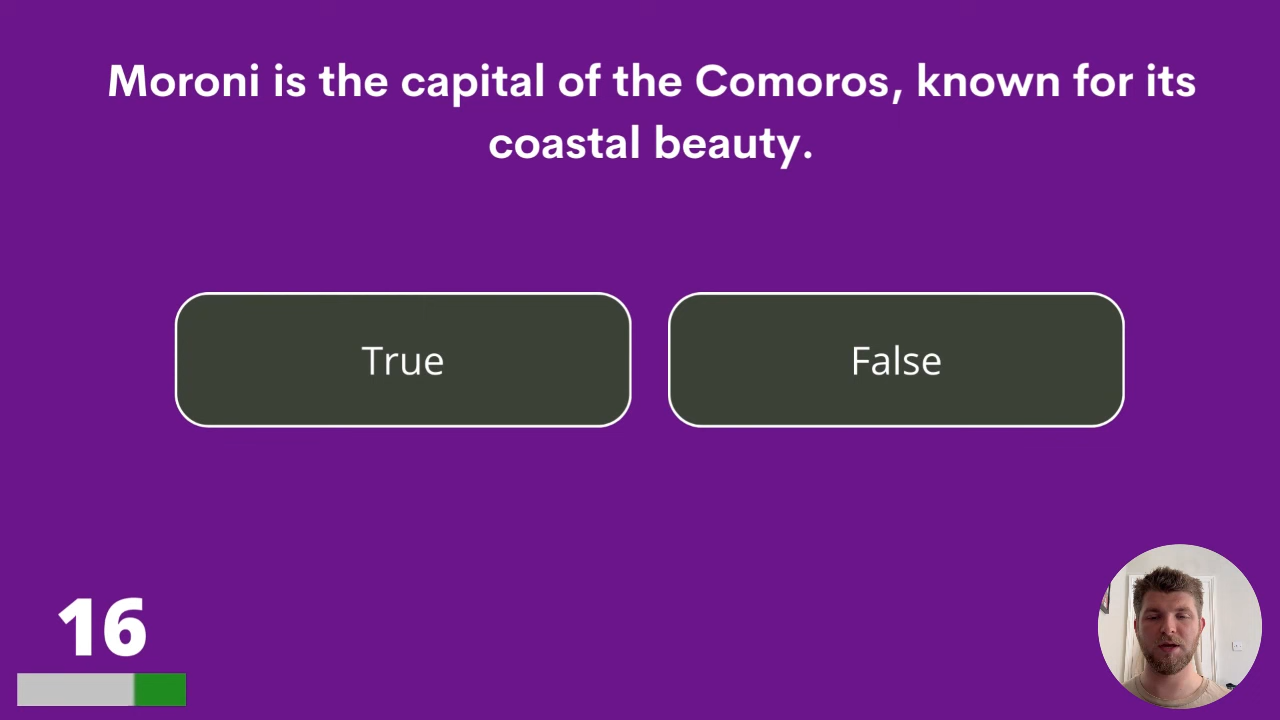 Moroni is the capital of the Comoros, known for its
coastal beauty.
True
False
16